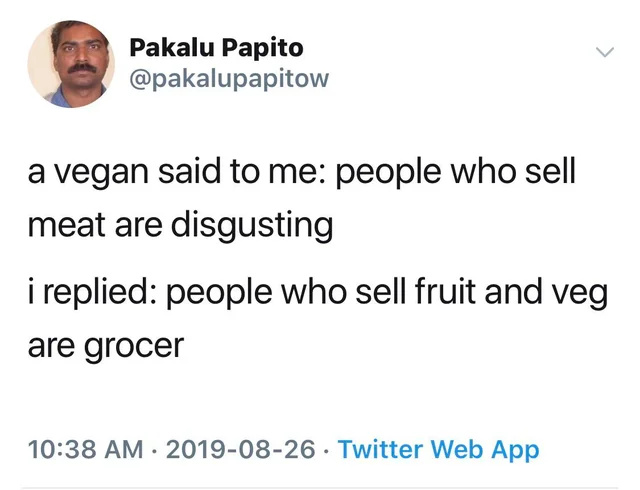 Pakalu Papito
@pakalupapitow
a vegan said to me: people who sell
meat are disgusting
i replied: people who sell fruit and veg
are grocer
10:38 AM · 2019-08-26 · Twitter Web App